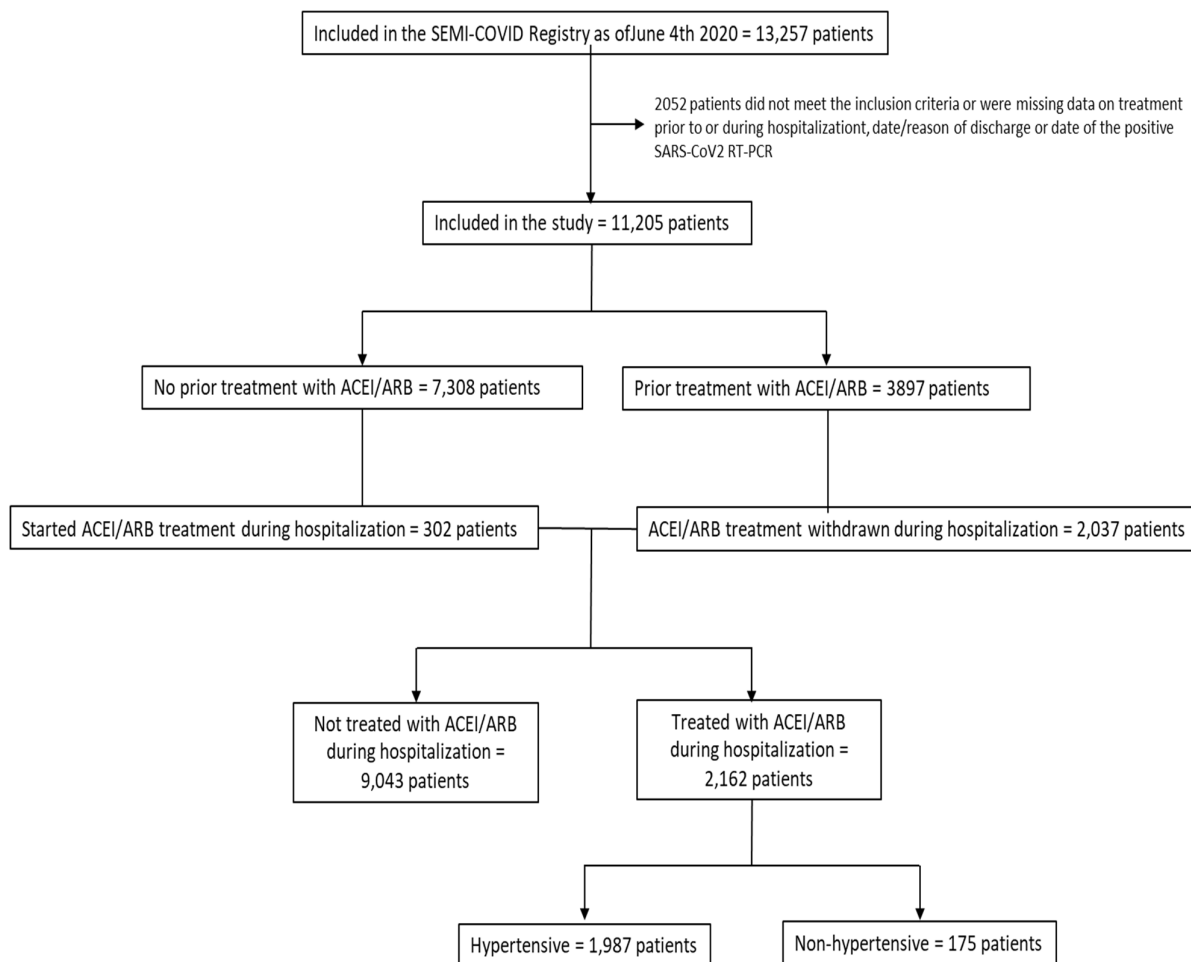 Included in the SEMI-COVID Registry as ofJune 4th 2020 = 13,257 patients
2052 patients did not meet the inclusion criteria or were missing data on treatment
prior to or during hospitalizationt, date/reason of discharge or date of the positive
SARS-CoV2 RT-PCR
Included in the study = 11,205 patients
No prior treatment with ACEI/ARB = 7,308 patients
Prior treatment with ACEI/ARB = 3897 patients
Started ACEI/ARB treatment during hospitalization = 302 patients
ACEI/ARB treatment withdrawn during hospitalization = 2,037 patients
Not treated with ACEI/ARB
during hospitalization =
9,043 patients
Treated with ACEI/ARB
during hospitalization =
2,162 patients
Hypertensive = 1,987 patients
Non-hypertensive = 175 patients